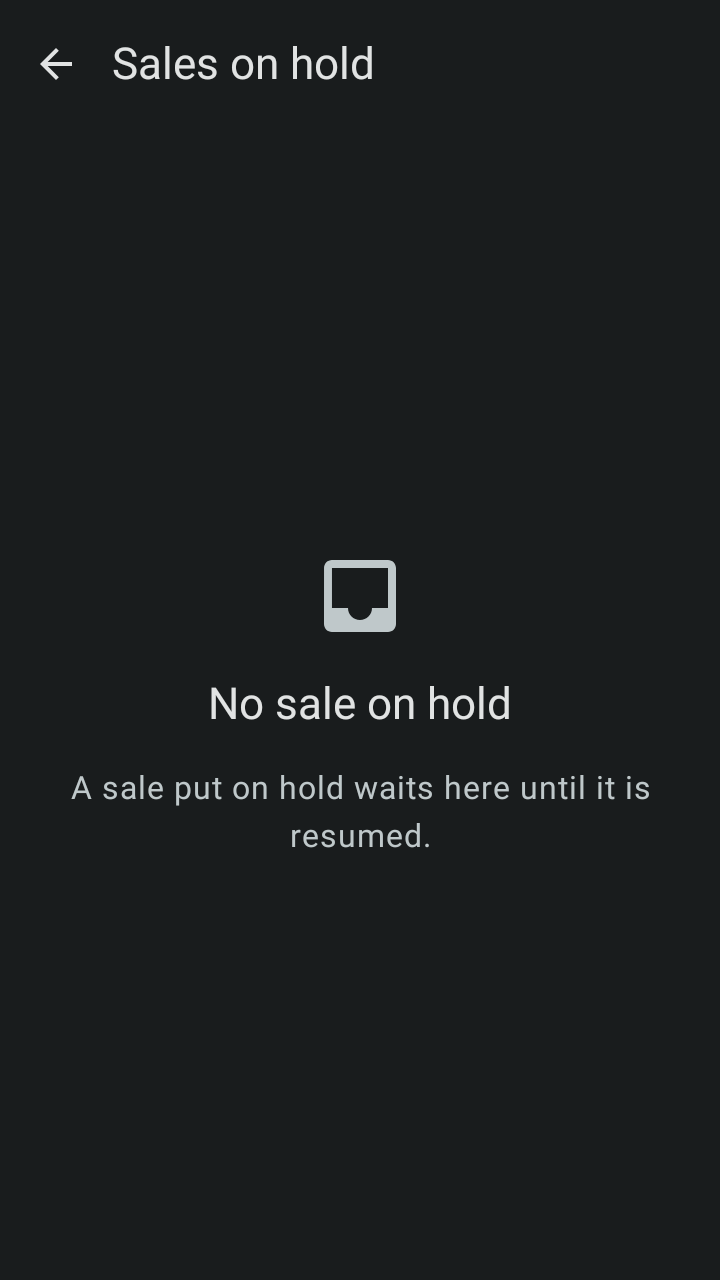 Sales on hold
No sale on hold
A sale put on hold waits here until it is
resumed.